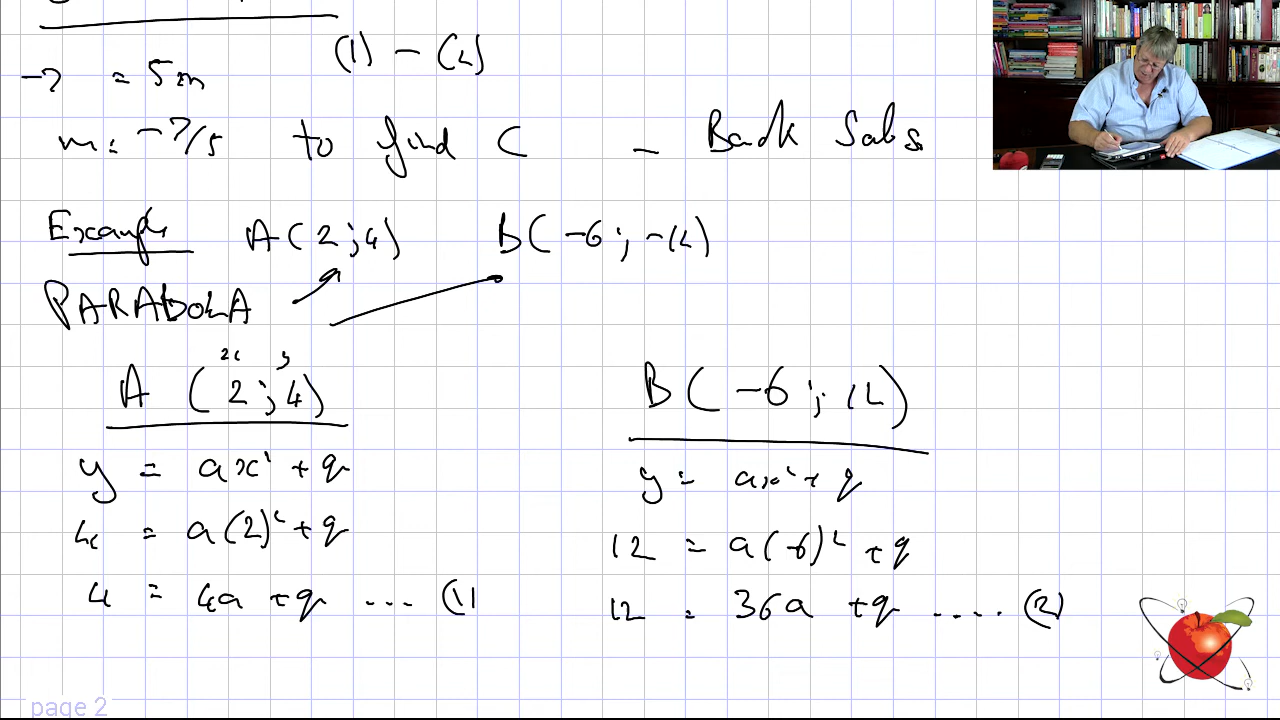 (1) - (2)
-7 = 5m
m = -7/5 to find C - Back Subs
Example A(2;4) B(-6;-12)
PARABOLA
x y
A (2;4) B(-6;12)
y = ax² + q y = ax² + q
4 = a(2)² + q 12 = a(-6)² + q
4 = 4a + q ... (1) 12 = 36a + q .... (2)
page 2